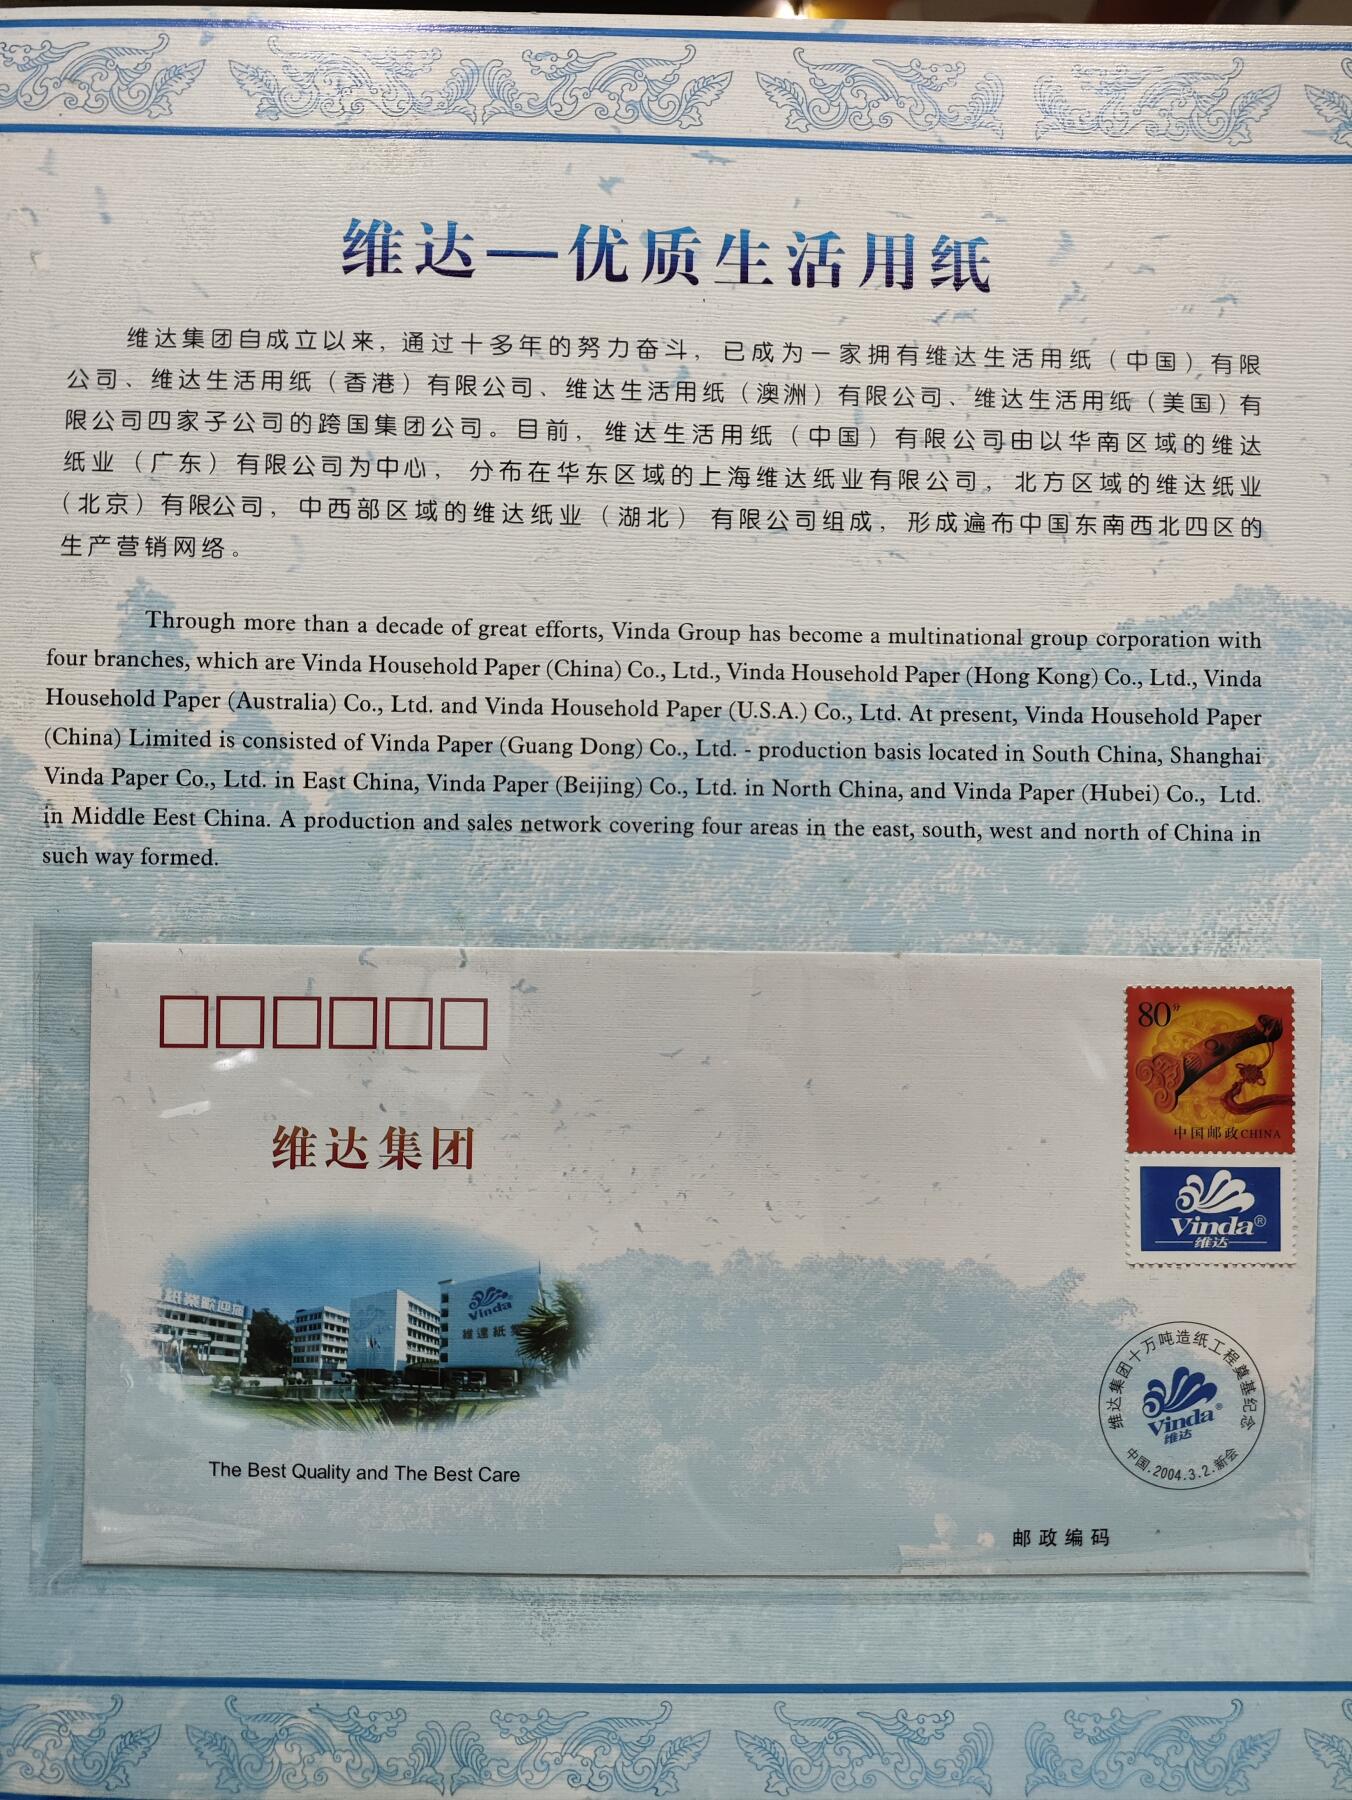 维达—优质生活用纸
维达集团自成立以来，通过十多年的努力奋斗，已成为一家拥有维达生活用纸（中国）有限
公司、维达生活用纸（香港）有限公司、维达生活用纸（澳洲）有限公司、维达生活用纸（美国）有
限公司四家子公司的跨国集团公司。目前，维达生活用纸（中国）有限公司由以华南区域的维达
纸业（广东）有限公司为中心，分布在华东区域的上海维达纸业有限公司，北方区域的维达纸业
（北京）有限公司，中西部区域的维达纸业（湖北）有限公司组成，形成遍布中国东南西北四区的
生产营销网络。
Through more than a decade of great efforts, Vinda Group has become a multinational group corporation with
four branches, which are Vinda Household Paper (China) Co., Ltd., Vinda Household Paper (Hong Kong) Co., Ltd., Vinda
Household Paper (Australia) Co., Ltd. and Vinda Household Paper (U.S.A.) Co., Ltd. At present, Vinda Household Paper
(China) Limited is consisted of Vinda Paper (Guang Dong) Co., Ltd. - production basis located in South China, Shanghai
Vinda Paper Co., Ltd. in East China, Vinda Paper (Beijing) Co., Ltd. in North China, and Vinda Paper (Hubei) Co., Ltd.
in Middle Eest China. A production and sales network covering four areas in the east, south, west and north of China in
such way formed.
80分
中国邮政CHINA
Vinda®
维达
维达集团
Vinda
維達紙業
The Best Quality and The Best Care
维达集团十万吨造纸工程奠基纪念
Vinda®
维达
中国.2004.3.2.新会
邮政编码